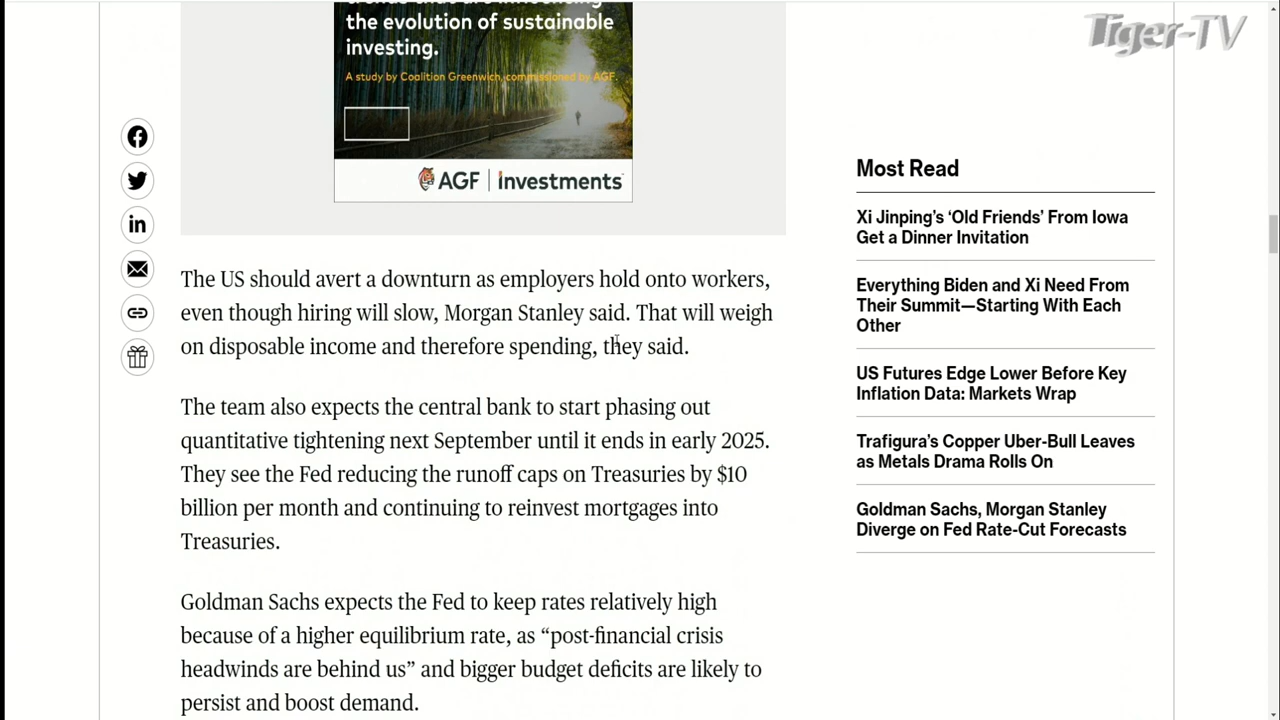 the evolution of sustainable
investing.
A study by Coalition Greenwich, commissioned by AGF.
AGF | Investments
Tiger-TV
The US should avert a downturn as employers hold onto workers,
even though hiring will slow, Morgan Stanley said. That will weigh
on disposable income and therefore spending, they said.
The team also expects the central bank to start phasing out
quantitative tightening next September until it ends in early 2025.
They see the Fed reducing the runoff caps on Treasuries by $10
billion per month and continuing to reinvest mortgages into
Treasuries.
Goldman Sachs expects the Fed to keep rates relatively high
because of a higher equilibrium rate, as “post-financial crisis
headwinds are behind us” and bigger budget deficits are likely to
persist and boost demand.
Most Read
Xi Jinping’s ‘Old Friends’ From Iowa
Get a Dinner Invitation
Everything Biden and Xi Need From
Their Summit—Starting With Each
Other
US Futures Edge Lower Before Key
Inflation Data: Markets Wrap
Trafigura’s Copper Uber-Bull Leaves
as Metals Drama Rolls On
Goldman Sachs, Morgan Stanley
Diverge on Fed Rate-Cut Forecasts